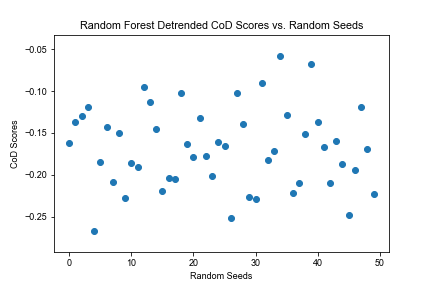 Random Forest Detrended CoD Scores vs. Random Seeds
−0.05
−0.10
−0.15
−0.20
−0.25
CoD Scores
0 10 20 30 40 50
Random Seeds